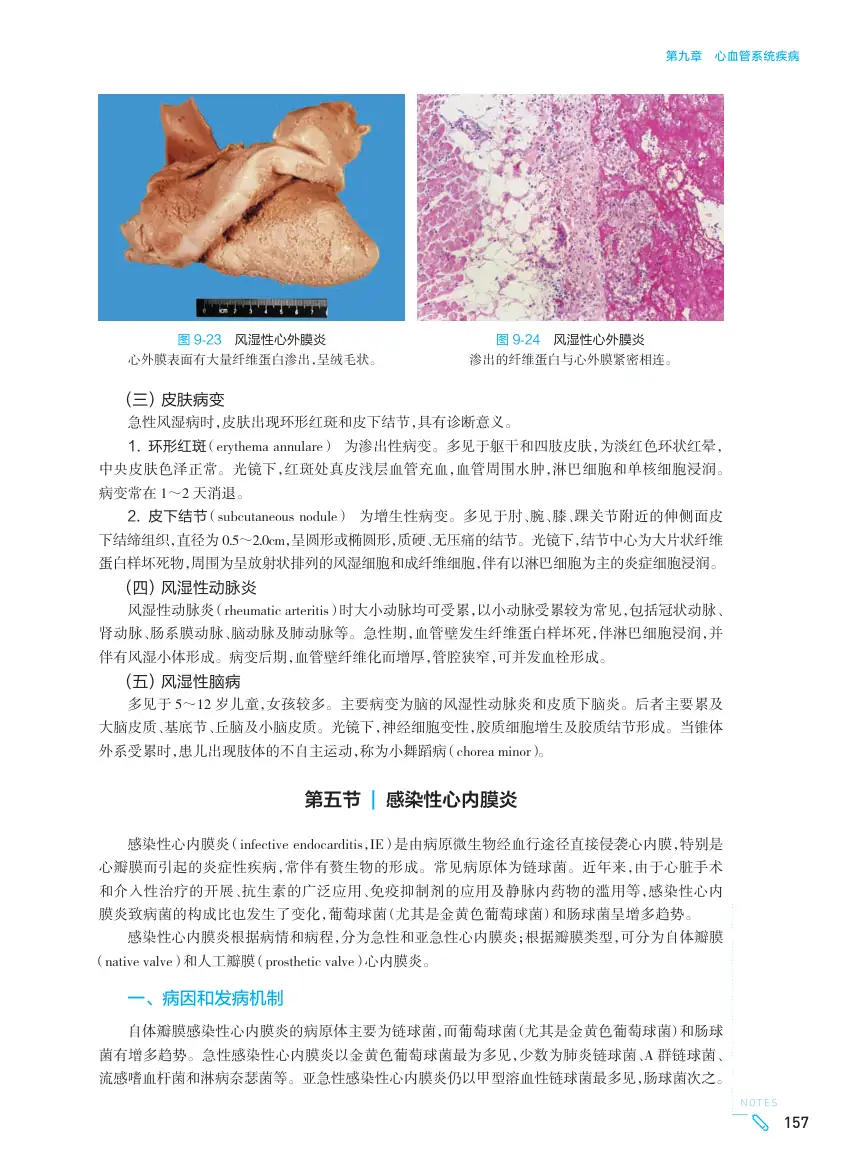 第九章　心血管系统疾病
图 9-23　风湿性心外膜炎
心外膜表面有大量纤维蛋白渗出,呈绒毛状。
图 9-24　风湿性心外膜炎
渗出的纤维蛋白与心外膜紧密相连。
（三）皮肤病变
急性风湿病时,皮肤出现环形红斑和皮下结节,具有诊断意义。
1. 环形红斑（erythema annulare）　为渗出性病变。多见于躯干和四肢皮肤,为淡红色环状红晕,
中央皮肤色泽正常。光镜下,红斑处真皮浅层血管充血,血管周围水肿,淋巴细胞和单核细胞浸润。
病变常在 1～2 天消退。
2. 皮下结节（subcutaneous nodule）　为增生性病变。多见于肘、腕、膝、踝关节附近的伸侧面皮
下结缔组织,直径为 0.5～2.0cm,呈圆形或椭圆形,质硬、无压痛的结节。光镜下,结节中心为大片状纤维
蛋白样坏死物,周围为呈放射状排列的风湿细胞和成纤维细胞,伴有以淋巴细胞为主的炎症细胞浸润。
（四）风湿性动脉炎
风湿性动脉炎（rheumatic arteritis）时大小动脉均可受累,以小动脉受累较为常见,包括冠状动脉、
肾动脉、肠系膜动脉、脑动脉及肺动脉等。急性期,血管壁发生纤维蛋白样坏死,伴淋巴细胞浸润,并
伴有风湿小体形成。病变后期,血管壁纤维化而增厚,管腔狭窄,可并发血栓形成。
（五）风湿性脑病
多见于 5～12 岁儿童,女孩较多。主要病变为脑的风湿性动脉炎和皮质下脑炎。后者主要累及
大脑皮质、基底节、丘脑及小脑皮质。光镜下,神经细胞变性,胶质细胞增生及胶质结节形成。当锥体
外系受累时,患儿出现肢体的不自主运动,称为小舞蹈病（chorea minor）。
第五节 | 感染性心内膜炎
感染性心内膜炎（infective endocarditis,IE）是由病原微生物经血行途径直接侵袭心内膜,特别是
心瓣膜而引起的炎症性疾病,常伴有赘生物的形成。常见病原体为链球菌。近年来,由于心脏手术
和介入性治疗的开展、抗生素的广泛应用、免疫抑制剂的应用及静脉内药物的滥用等,感染性心内
膜炎致病菌的构成比也发生了变化,葡萄球菌（尤其是金黄色葡萄球菌）和肠球菌呈增多趋势。
感染性心内膜炎根据病情和病程,分为急性和亚急性心内膜炎;根据瓣膜类型,可分为自体瓣膜
（native valve）和人工瓣膜（prosthetic valve）心内膜炎。
一、病因和发病机制
自体瓣膜感染性心内膜炎的病原体主要为链球菌,而葡萄球菌（尤其是金黄色葡萄球菌）和肠球
菌有增多趋势。急性感染性心内膜炎以金黄色葡萄球菌最为多见,少数为肺炎链球菌、A 群链球菌、
流感嗜血杆菌和淋病奈瑟菌等。亚急性感染性心内膜炎仍以甲型溶血性链球菌最多见,肠球菌次之。
NOTES
157